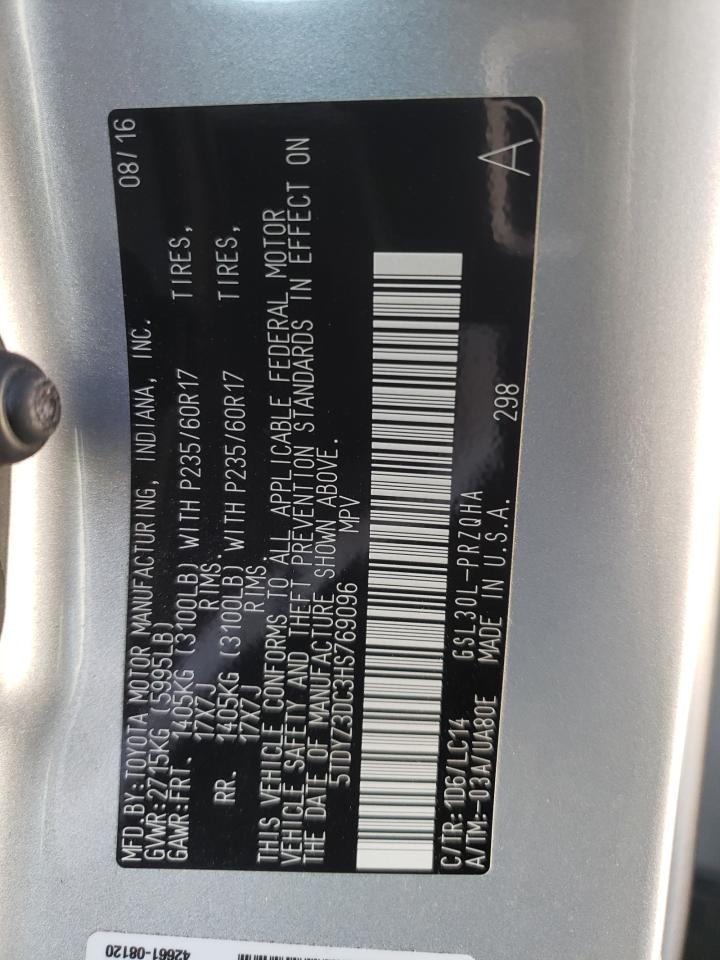 MFD.BY:TOYOTA MOTOR MANUFACTURING, INDIANA, INC. 08/16
GVWR:2715KG (5995LB)
GAWR:FRT. 1405KG (3100LB) WITH P235/60R17 TIRES,
17X7J RIMS.
RR. 1405KG (3100LB) WITH P235/60R17 TIRES,
17X7J RIMS.
THIS VEHICLE CONFORMS TO ALL APPLICABLE FEDERAL MOTOR
VEHICLE SAFETY AND THEFT PREVENTION STANDARDS IN EFFECT ON
THE DATE OF MANUFACTURE SHOWN ABOVE.
5TDYZ3DC3HS769096 MPV
C/TR:1D6/LC14 GSL30L-PRZQHA
A/TM:-03A/UA80E MADE IN U.S.A. 298 A
42661-08120